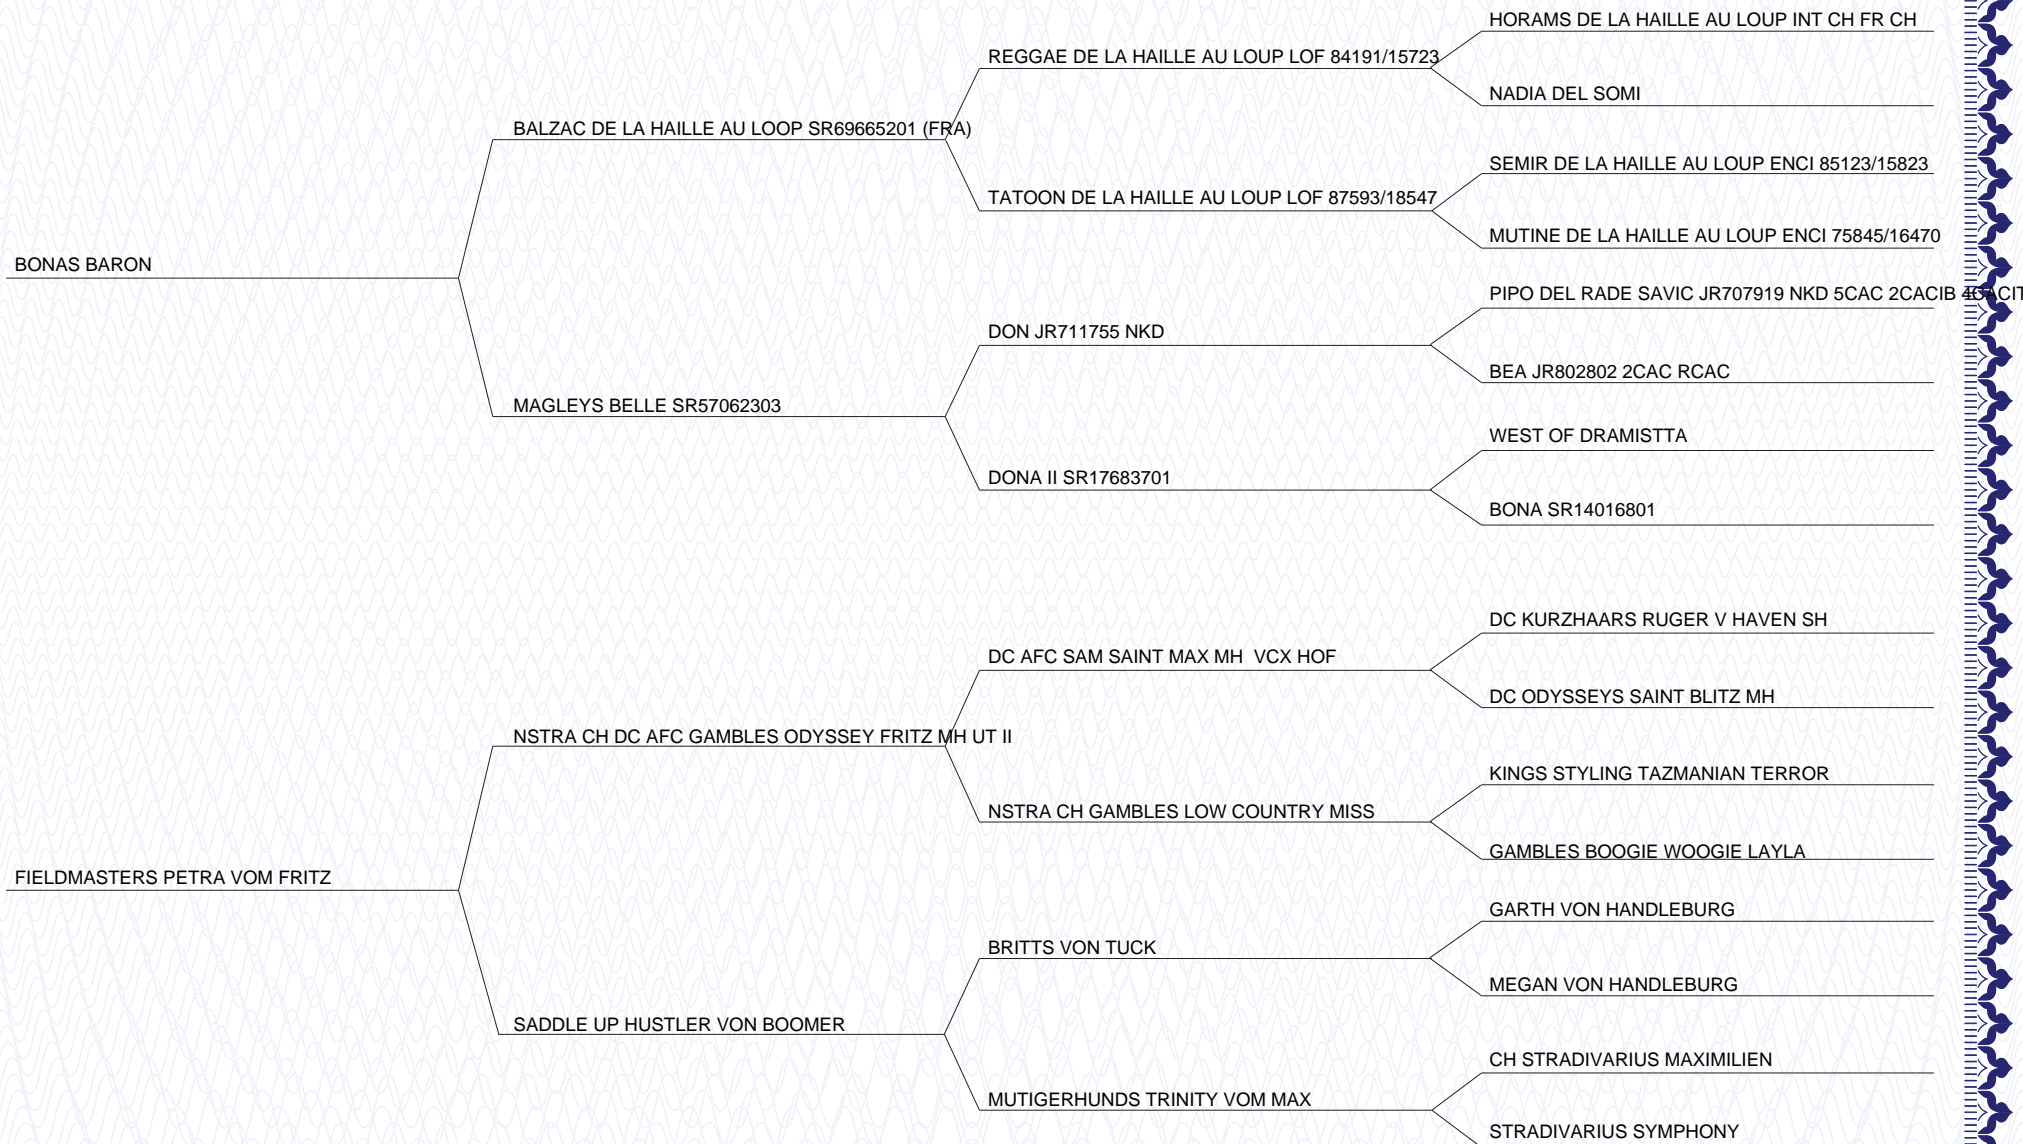 HORAMS DE LA HAILLE AU LOUP INT CH FR CH
REGGAE DE LA HAILLE AU LOUP LOF 84191/15723
NADIA DEL SOMI
BALZAC DE LA HAILLE AU LOOP SR69665201 (FRA)
SEMIR DE LA HAILLE AU LOUP ENCI 85123/15823
TATOON DE LA HAILLE AU LOUP LOF 87593/18547
MUTINE DE LA HAILLE AU LOUP ENCI 75845/16470
BONAS BARON
PIPO DEL RADE SAVIC JR707919 NKD 5CAC 2CACIB 4CACIT
DON JR711755 NKD
BEA JR802802 2CAC RCAC
MAGLEYS BELLE SR57062303
WEST OF DRAMISTTA
DONA II SR17683701
BONA SR14016801
DC KURZHAARS RUGER V HAVEN SH
DC AFC SAM SAINT MAX MH VCX HOF
DC ODYSSEYS SAINT BLITZ MH
NSTRA CH DC AFC GAMBLES ODYSSEY FRITZ MH UT II
KINGS STYLING TAZMANIAN TERROR
NSTRA CH GAMBLES LOW COUNTRY MISS
GAMBLES BOOGIE WOOGIE LAYLA
FIELDMASTERS PETRA VOM FRITZ
GARTH VON HANDLEBURG
BRITTS VON TUCK
MEGAN VON HANDLEBURG
SADDLE UP HUSTLER VON BOOMER
CH STRADIVARIUS MAXIMILIEN
MUTIGERHUNDS TRINITY VOM MAX
STRADIVARIUS SYMPHONY